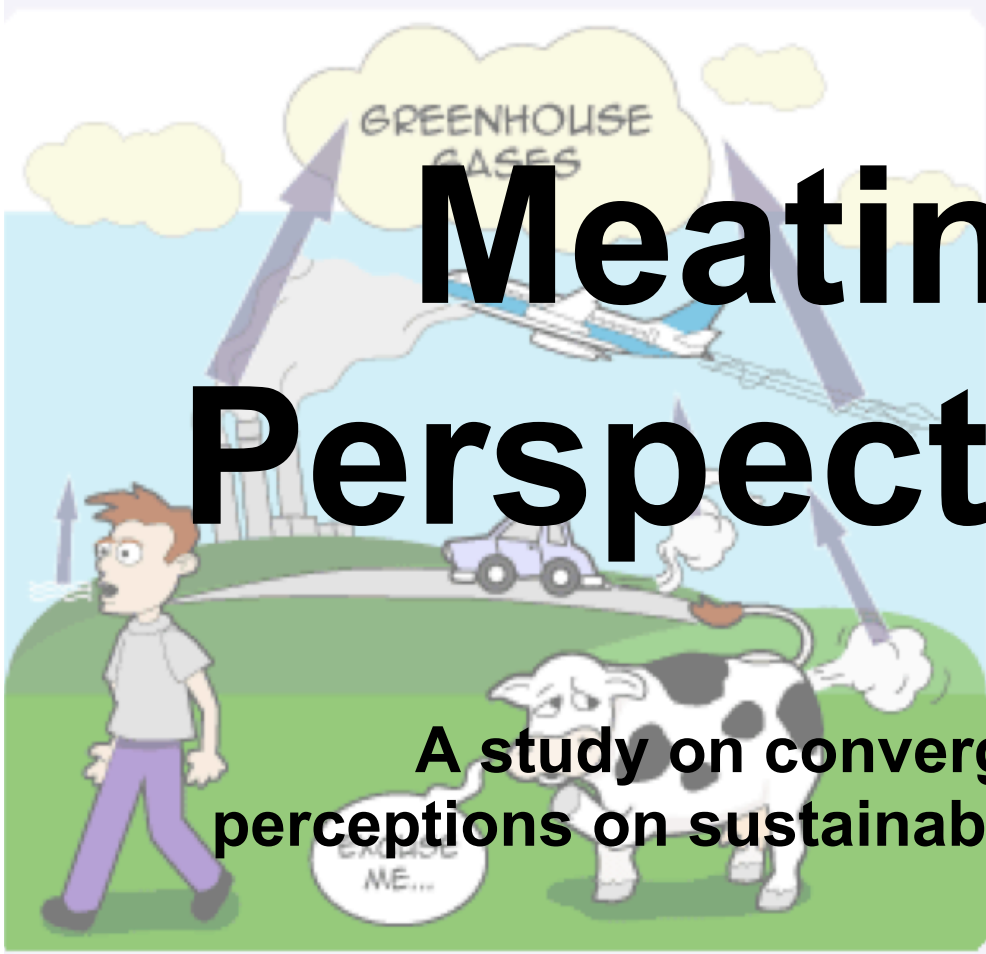 GREENHOUSE
GASES
Meatin
Perspect
A study on converg
perceptions on sustainab
EXCUSE
ME...